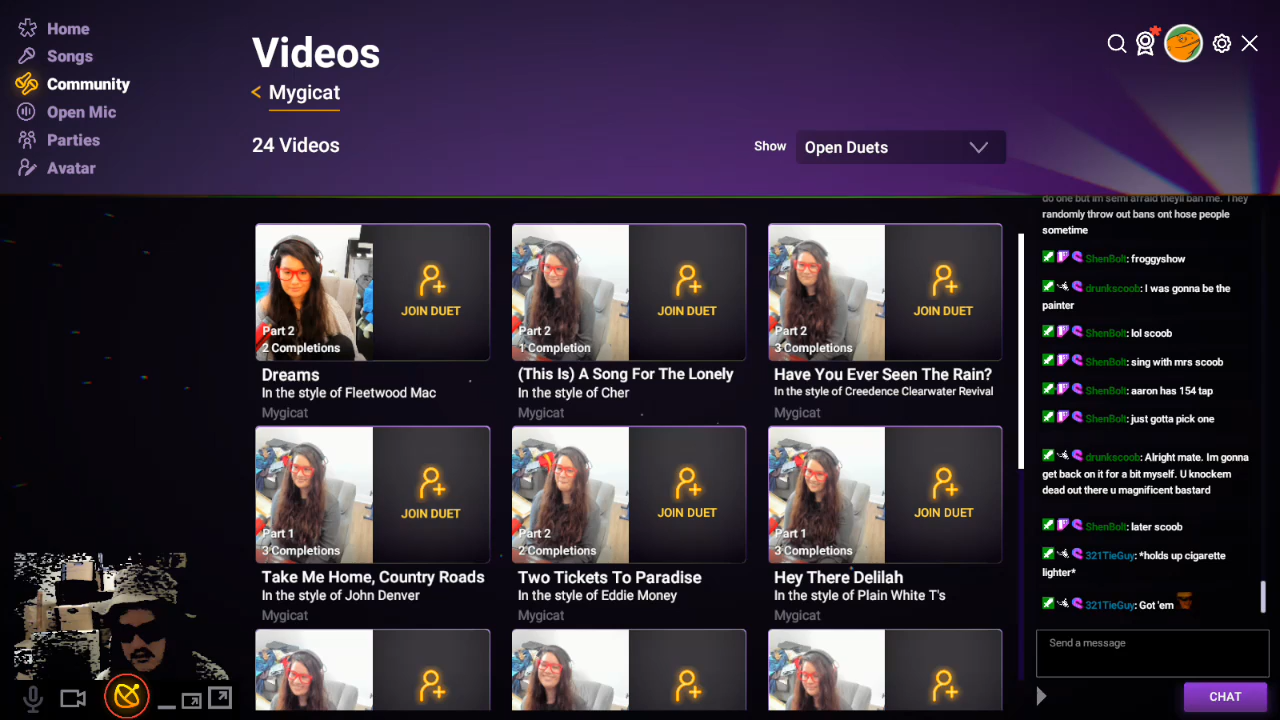 Home
Songs
Community
Open Mic
Parties
Avatar
Videos
< Mygicat
24 Videos
Show
Open Duets
JOIN DUET
Part 2
2 Completions
Dreams
In the style of Fleetwood Mac
Mygicat
JOIN DUET
Part 2
1 Completion
(This Is) A Song For The Lonely
In the style of Cher
Mygicat
JOIN DUET
Part 2
3 Completions
Have You Ever Seen The Rain?
In the style of Creedence Clearwater Revival
Mygicat
JOIN DUET
Part 1
3 Completions
Take Me Home, Country Roads
In the style of John Denver
Mygicat
JOIN DUET
Part 2
2 Completions
Two Tickets To Paradise
In the style of Eddie Money
Mygicat
JOIN DUET
Part 1
3 Completions
Hey There Delilah
In the style of Plain White T's
Mygicat
do one but im semi afraid theyll ban me. They
randomly throw out bans ont hose people
sometime
ShenBolt: froggyshow
drunkscoob: I was gonna be the
painter
ShenBolt: lol scoob
ShenBolt: sing with mrs scoob
ShenBolt: aaron has 154 tap
ShenBolt: just gotta pick one
drunkscoob: Alright mate. Im gonna
get back on it for a bit myself. U knockem
dead out there u magnificent bastard
ShenBolt: later scoob
321TieGuy: *holds up cigarette
lighter*
321TieGuy: Got 'em
Send a message
CHAT